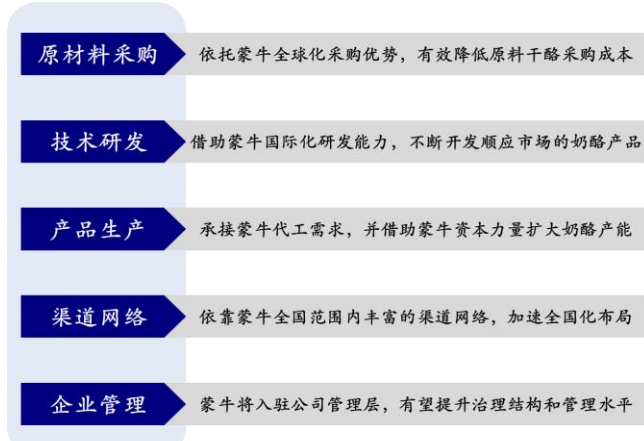 原材料采购
依托蒙牛全球化采购优势，有效降低原料干酪采购成本
技术研发
借助蒙牛国际化研发能力，不断开发顺应市场的奶酪产品
产品生产
承接蒙牛代工需求，并借助蒙牛资本力量扩大奶酪产能
渠道网络
依靠蒙牛全国范围内丰富的渠道网络，加速全国化布局
企业管理
蒙牛将入驻公司管理层，有望提升治理结构和管理水平